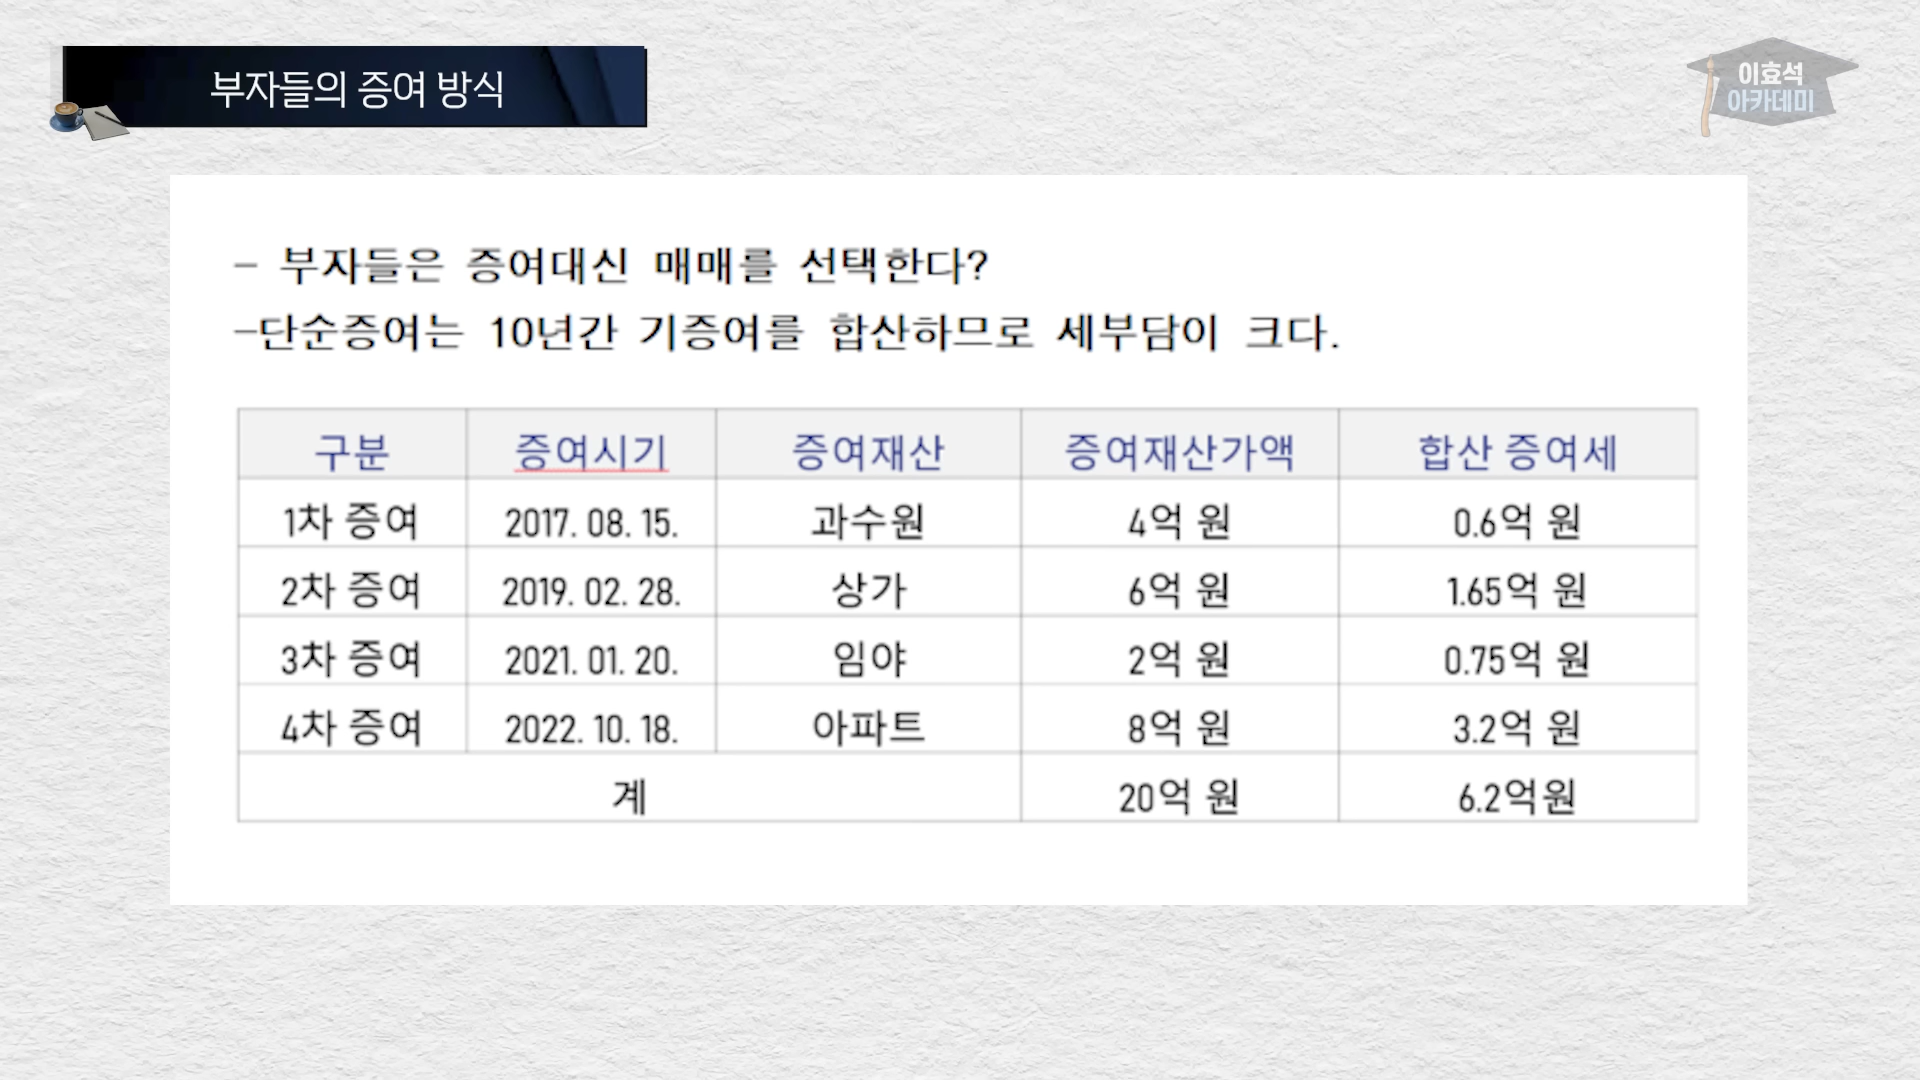 부자들의 증여 방식
이효석
아카데미
- 부자들은 증여대신 매매를 선택한다?
-단순증여는 10년간 기증여를 합산하므로 세부담이 크다.
구분 증여시기 증여재산 증여재산가액 합산 증여세
1차 증여 2017. 08. 15. 과수원 4억 원 0.6억 원
2차 증여 2019. 02. 28. 상가 6억 원 1.65억 원
3차 증여 2021. 01. 20. 임야 2억 원 0.75억 원
4차 증여 2022. 10. 18. 아파트 8억 원 3.2억 원
계 20억 원 6.2억원